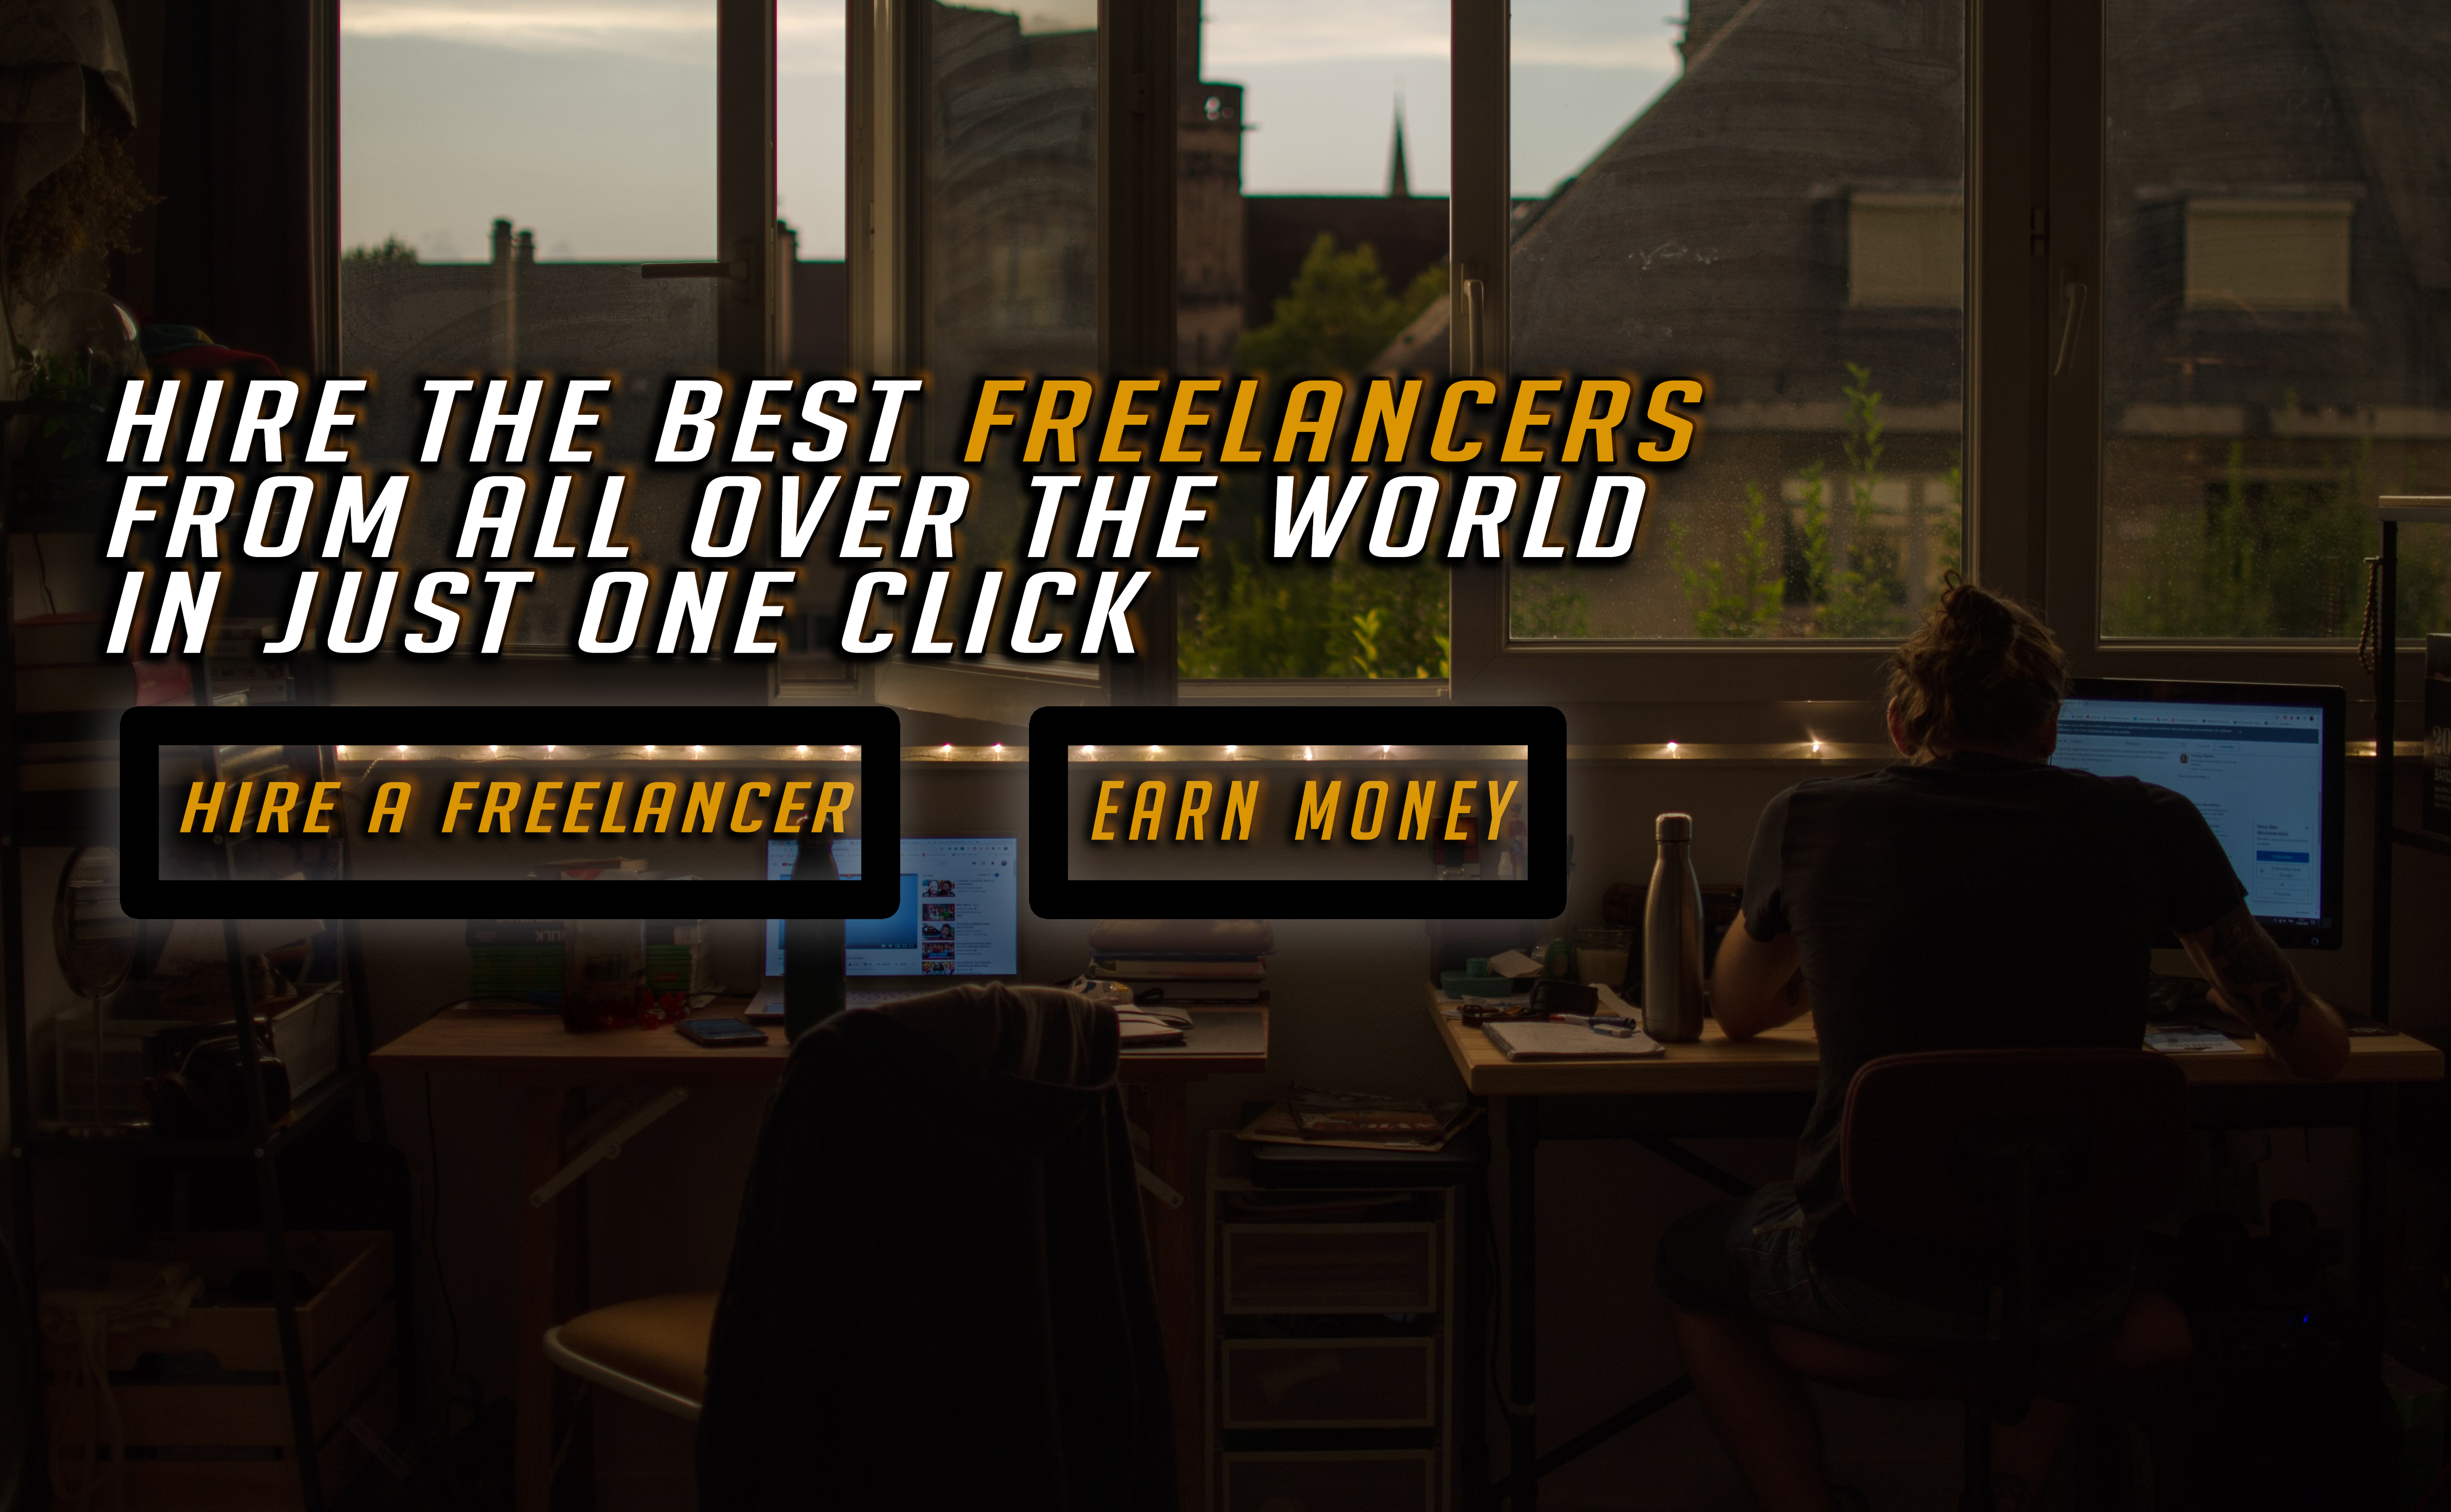 HIRE THE BEST FREELANCERS
FROM ALL OVER THE WORLD
IN JUST ONE CLICK
HIRE A FREELANCER
EARN MONEY